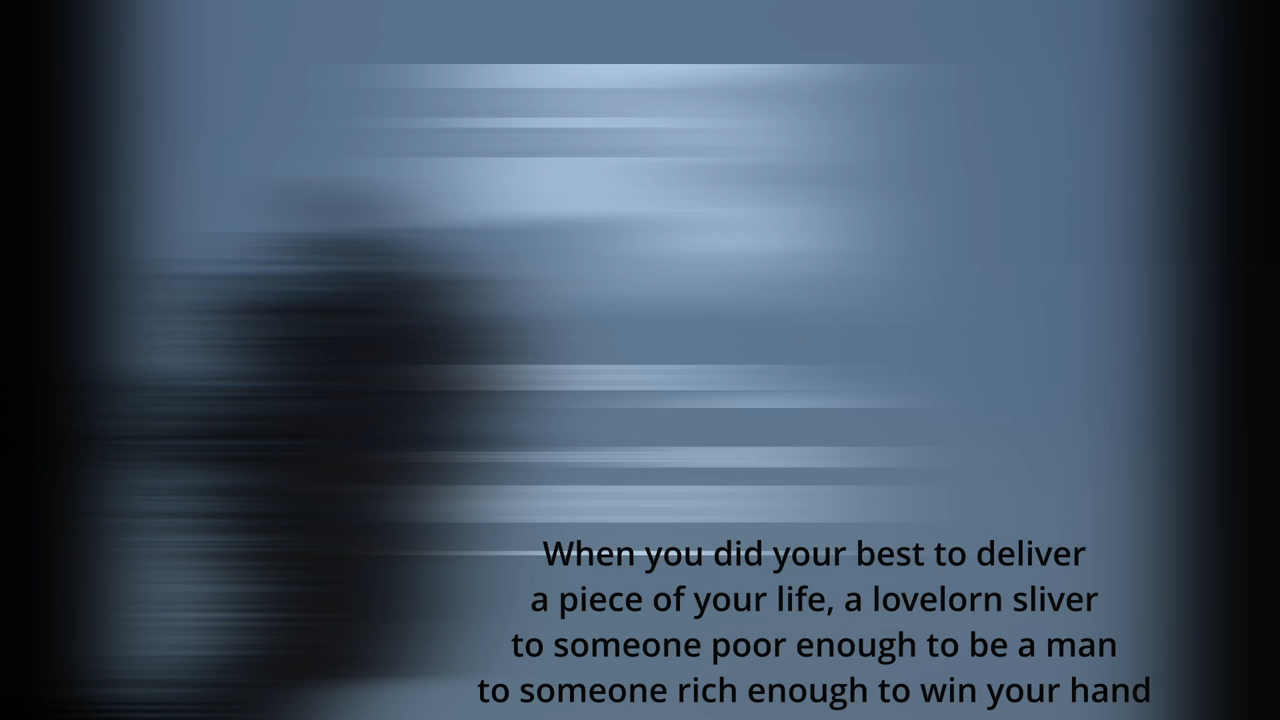 When you did your best to deliver
a piece of your life, a lovelorn sliver
to someone poor enough to be a man
to someone rich enough to win your hand